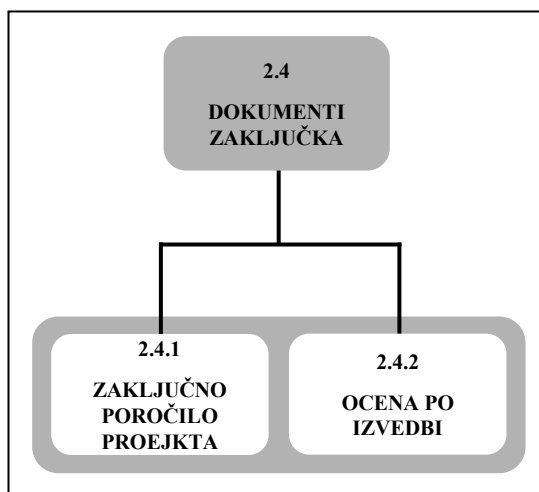 2.4
DOKUMENTI
ZAKLJUČKA
2.4.1
ZAKLJUČNO
POROČILO
PROEJKTA
2.4.2
OCENA PO
IZVEDBI